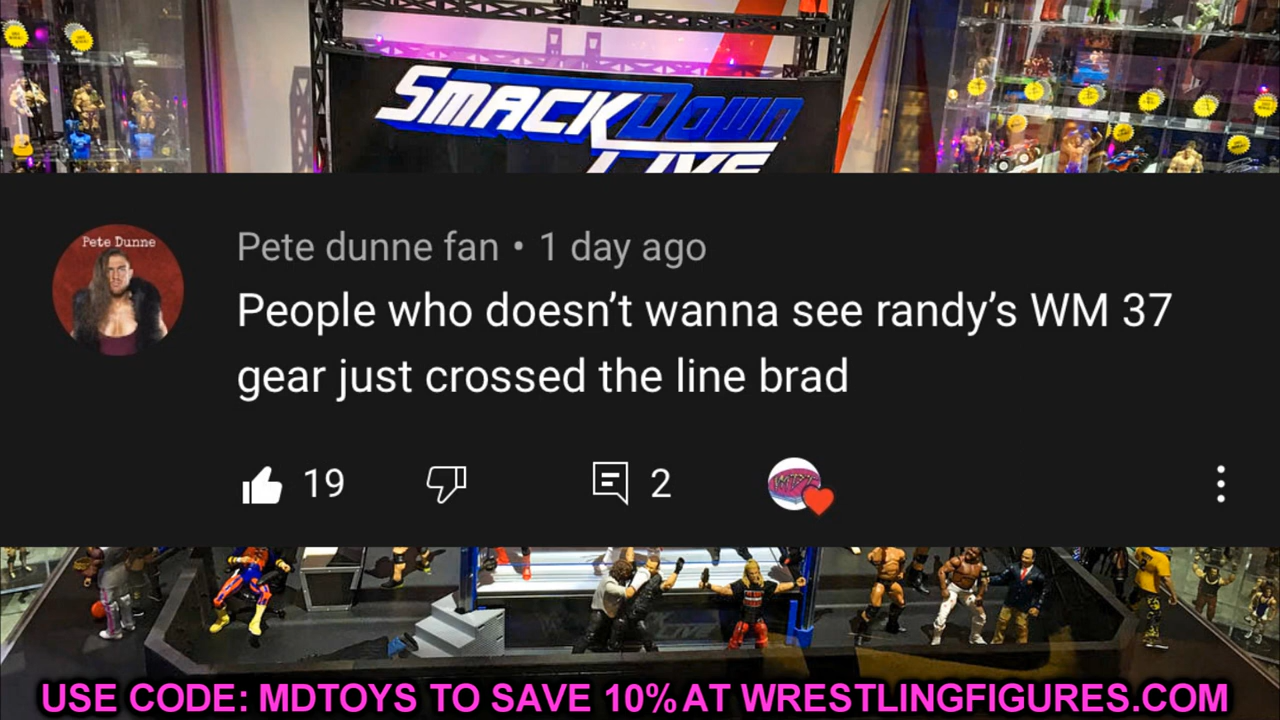 SMACKDOWN
LIVE
Pete Dunne
Pete dunne fan • 1 day ago
People who doesn't wanna see randy's WM 37
gear just crossed the line brad
19
2
USE CODE: MDTOYS TO SAVE 10% AT WRESTLINGFIGURES.COM